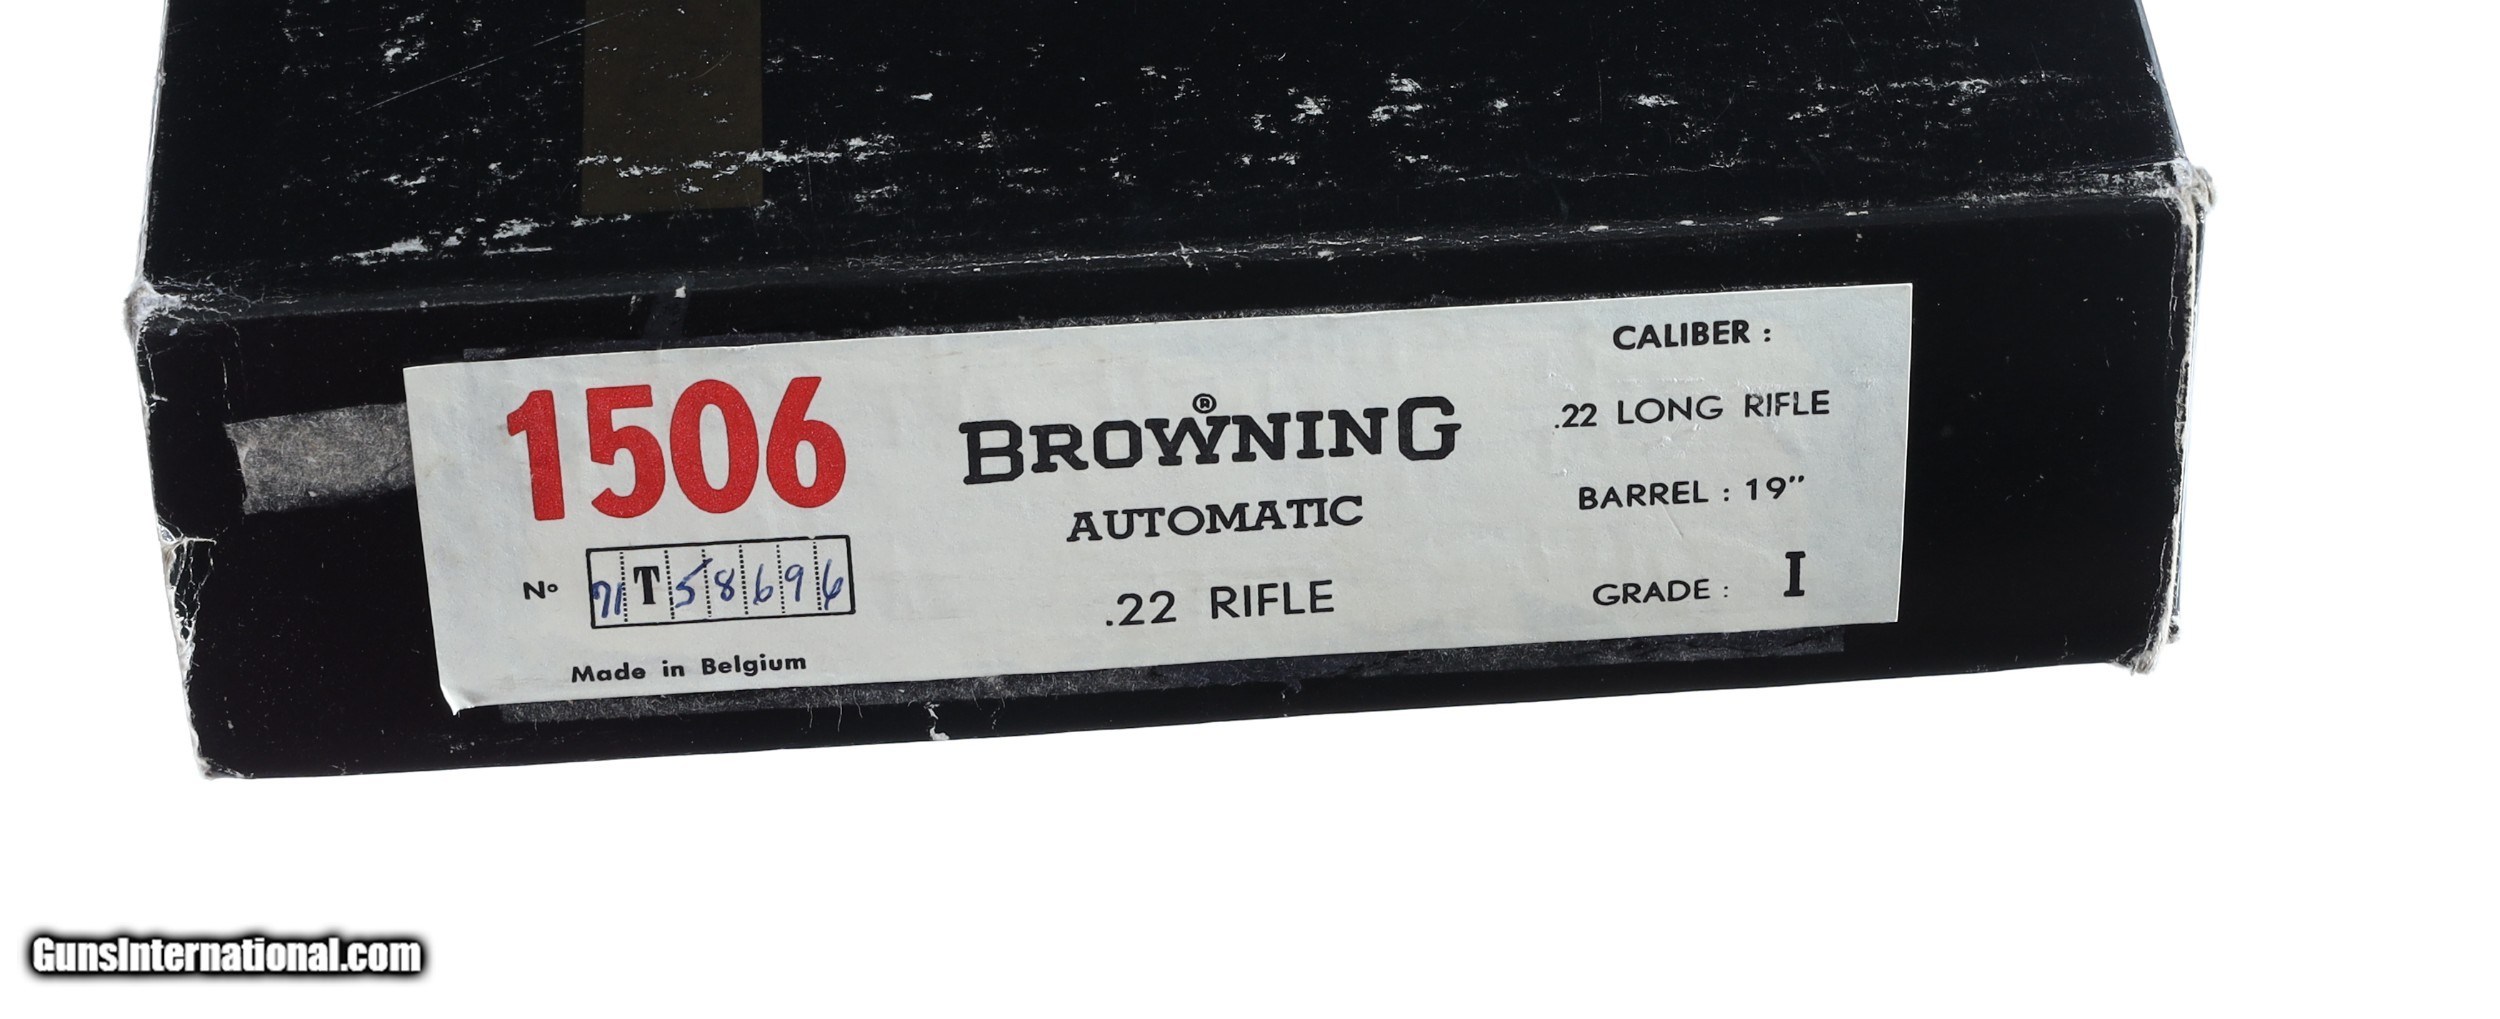 1506
Nº 71T58696
Made in Belgium
BROWNING®
AUTOMATIC
.22 RIFLE
CALIBER :
.22 LONG RIFLE
BARREL : 19"
GRADE : I
GunsInternational.com